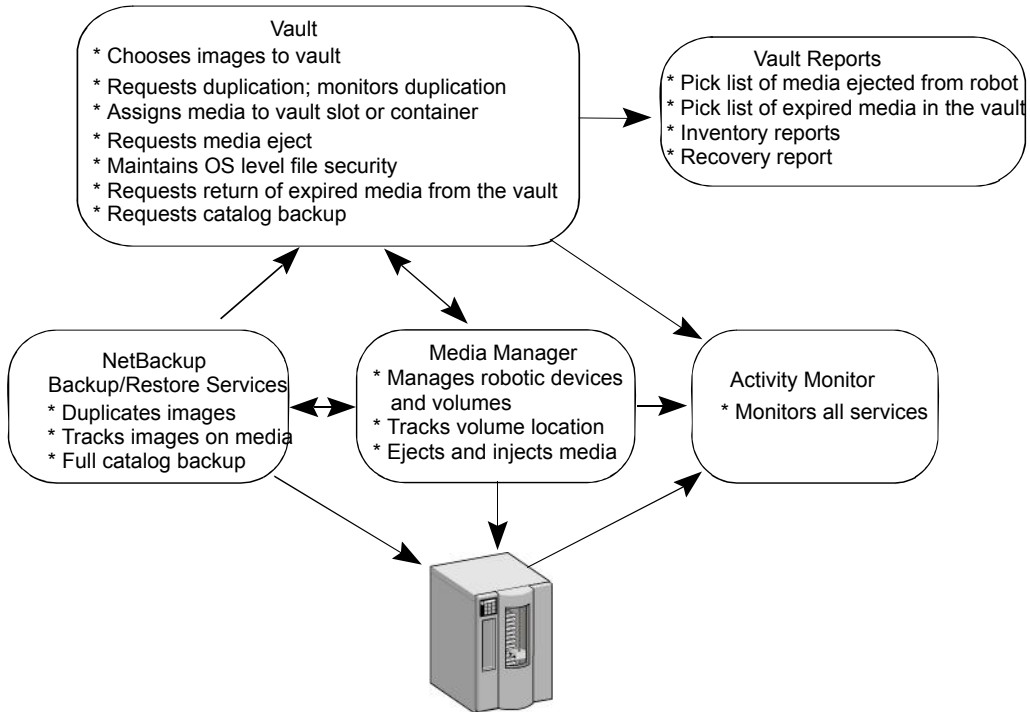 Vault
* Chooses images to vault
* Requests duplication; monitors duplication
* Assigns media to vault slot or container
* Requests media eject
* Maintains OS level file security
* Requests return of expired media from the vault
* Requests catalog backup
Vault Reports
* Pick list of media ejected from robot
* Pick list of expired media in the vault
* Inventory reports
* Recovery report
NetBackup
Backup/Restore Services
* Duplicates images
* Tracks images on media
* Full catalog backup
Media Manager
* Manages robotic devices
and volumes
* Tracks volume location
* Ejects and injects media
Activity Monitor
* Monitors all services